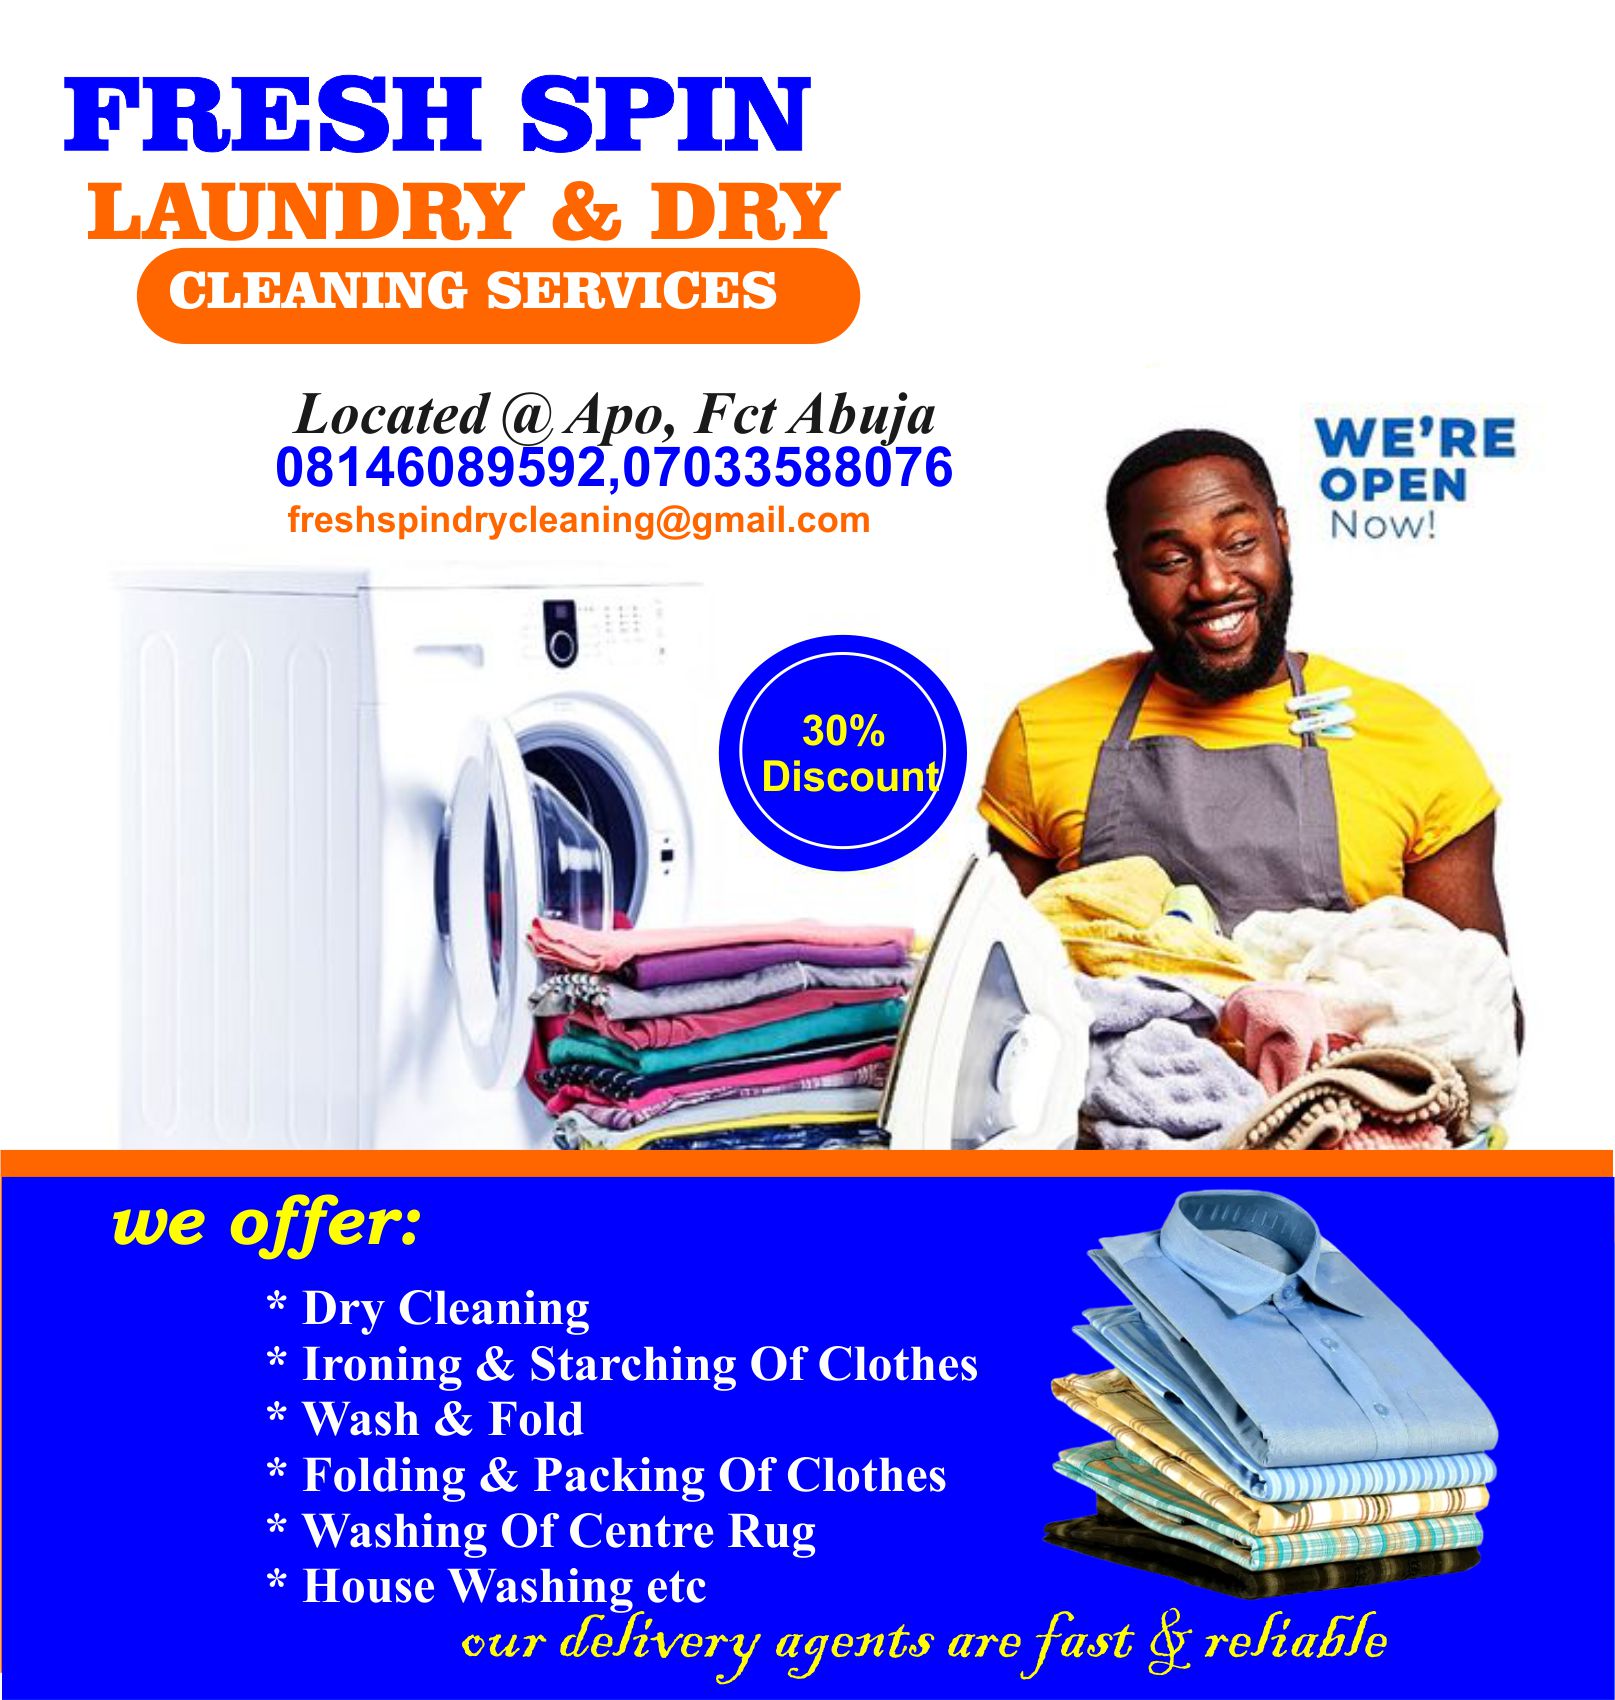 FRESH SPIN
LAUNDRY & DRY
CLEANING SERVICES
Located @ Apo, Fct Abuja
08146089592,07033588076
freshspindrycleaning@gmail.com
WE'RE
OPEN
Now!
30%
Discount
we offer:
* Dry Cleaning
* Ironing & Starching Of Clothes
* Wash & Fold
* Folding & Packing Of Clothes
* Washing Of Centre Rug
* House Washing etc
our delivery agents are fast & reliable